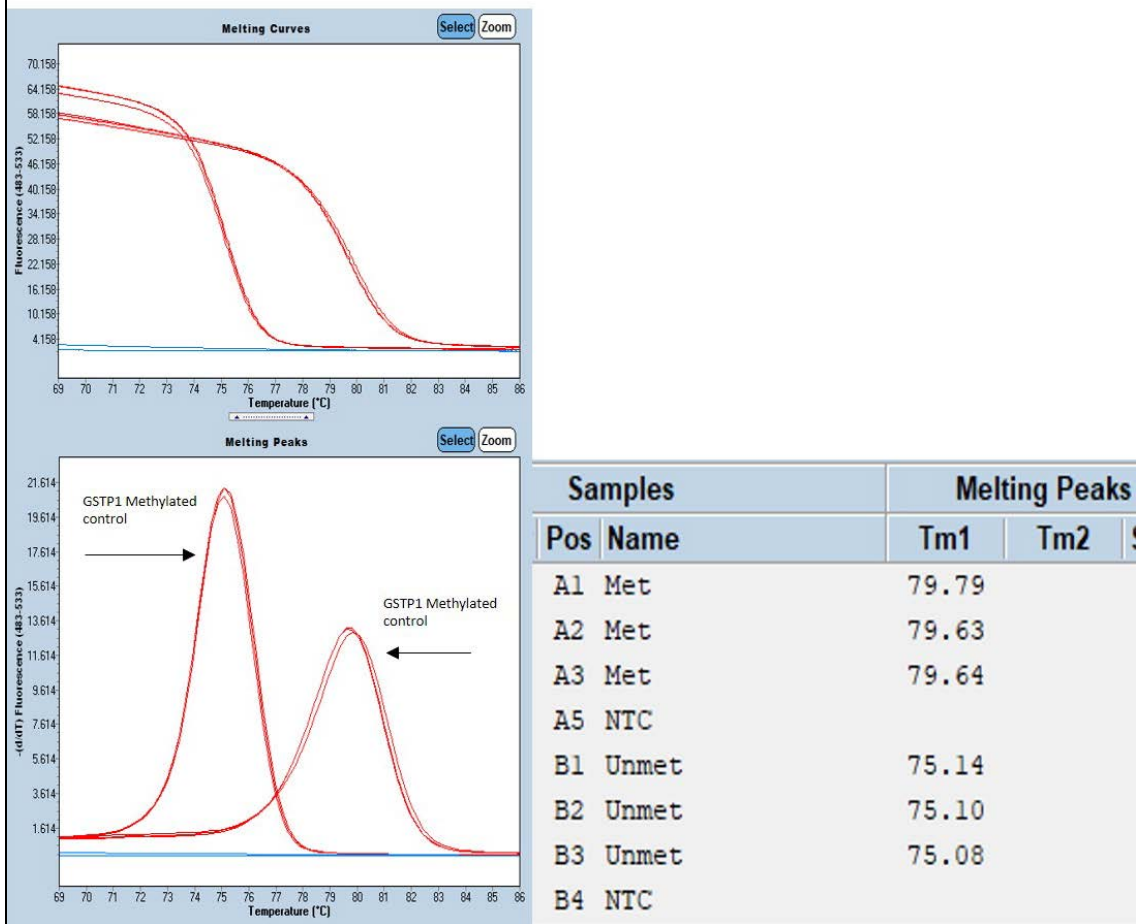 Melting Curves
Select Zoom
Fluorescence (483-533)
70.158
64.158
58.158
52.158
46.158
40.158
34.158
28.158
22.158
16.158
10.158
4.158
69 70 71 72 73 74 75 76 77 78 79 80 81 82 83 84 85 86
Temperature (°C)
Melting Peaks
Select Zoom
-(d/dT) Fluorescence (483-533)
21.614
19.614
17.614
15.614
13.614
11.614
9.614
7.614
5.614
3.614
1.614
GSTP1 Methylated
control
GSTP1 Methylated
control
69 70 71 72 73 74 75 76 77 78 79 80 81 82 83 84 85 86
Temperature (°C)
Samples Melting Peaks
Pos Name Tm1 Tm2 S
A1 Met 79.79
A2 Met 79.63
A3 Met 79.64
A5 NTC
B1 Unmet 75.14
B2 Unmet 75.10
B3 Unmet 75.08
B4 NTC